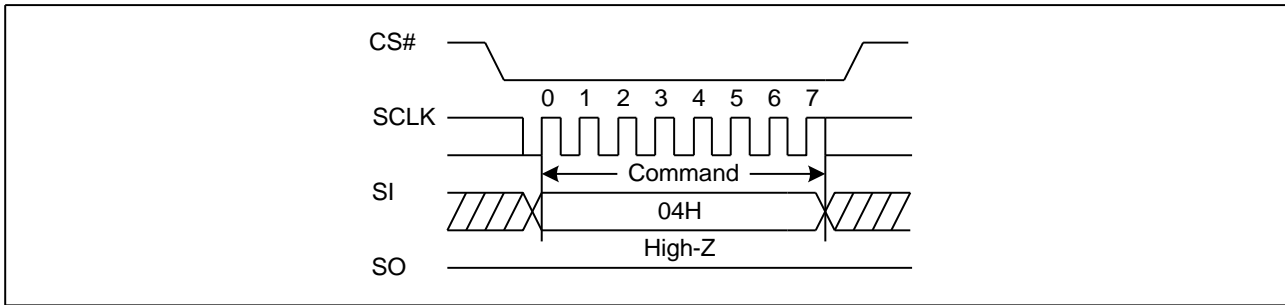 CS#
0 1 2 3 4 5 6 7
SCLK
Command
SI
04H
High-Z
SO